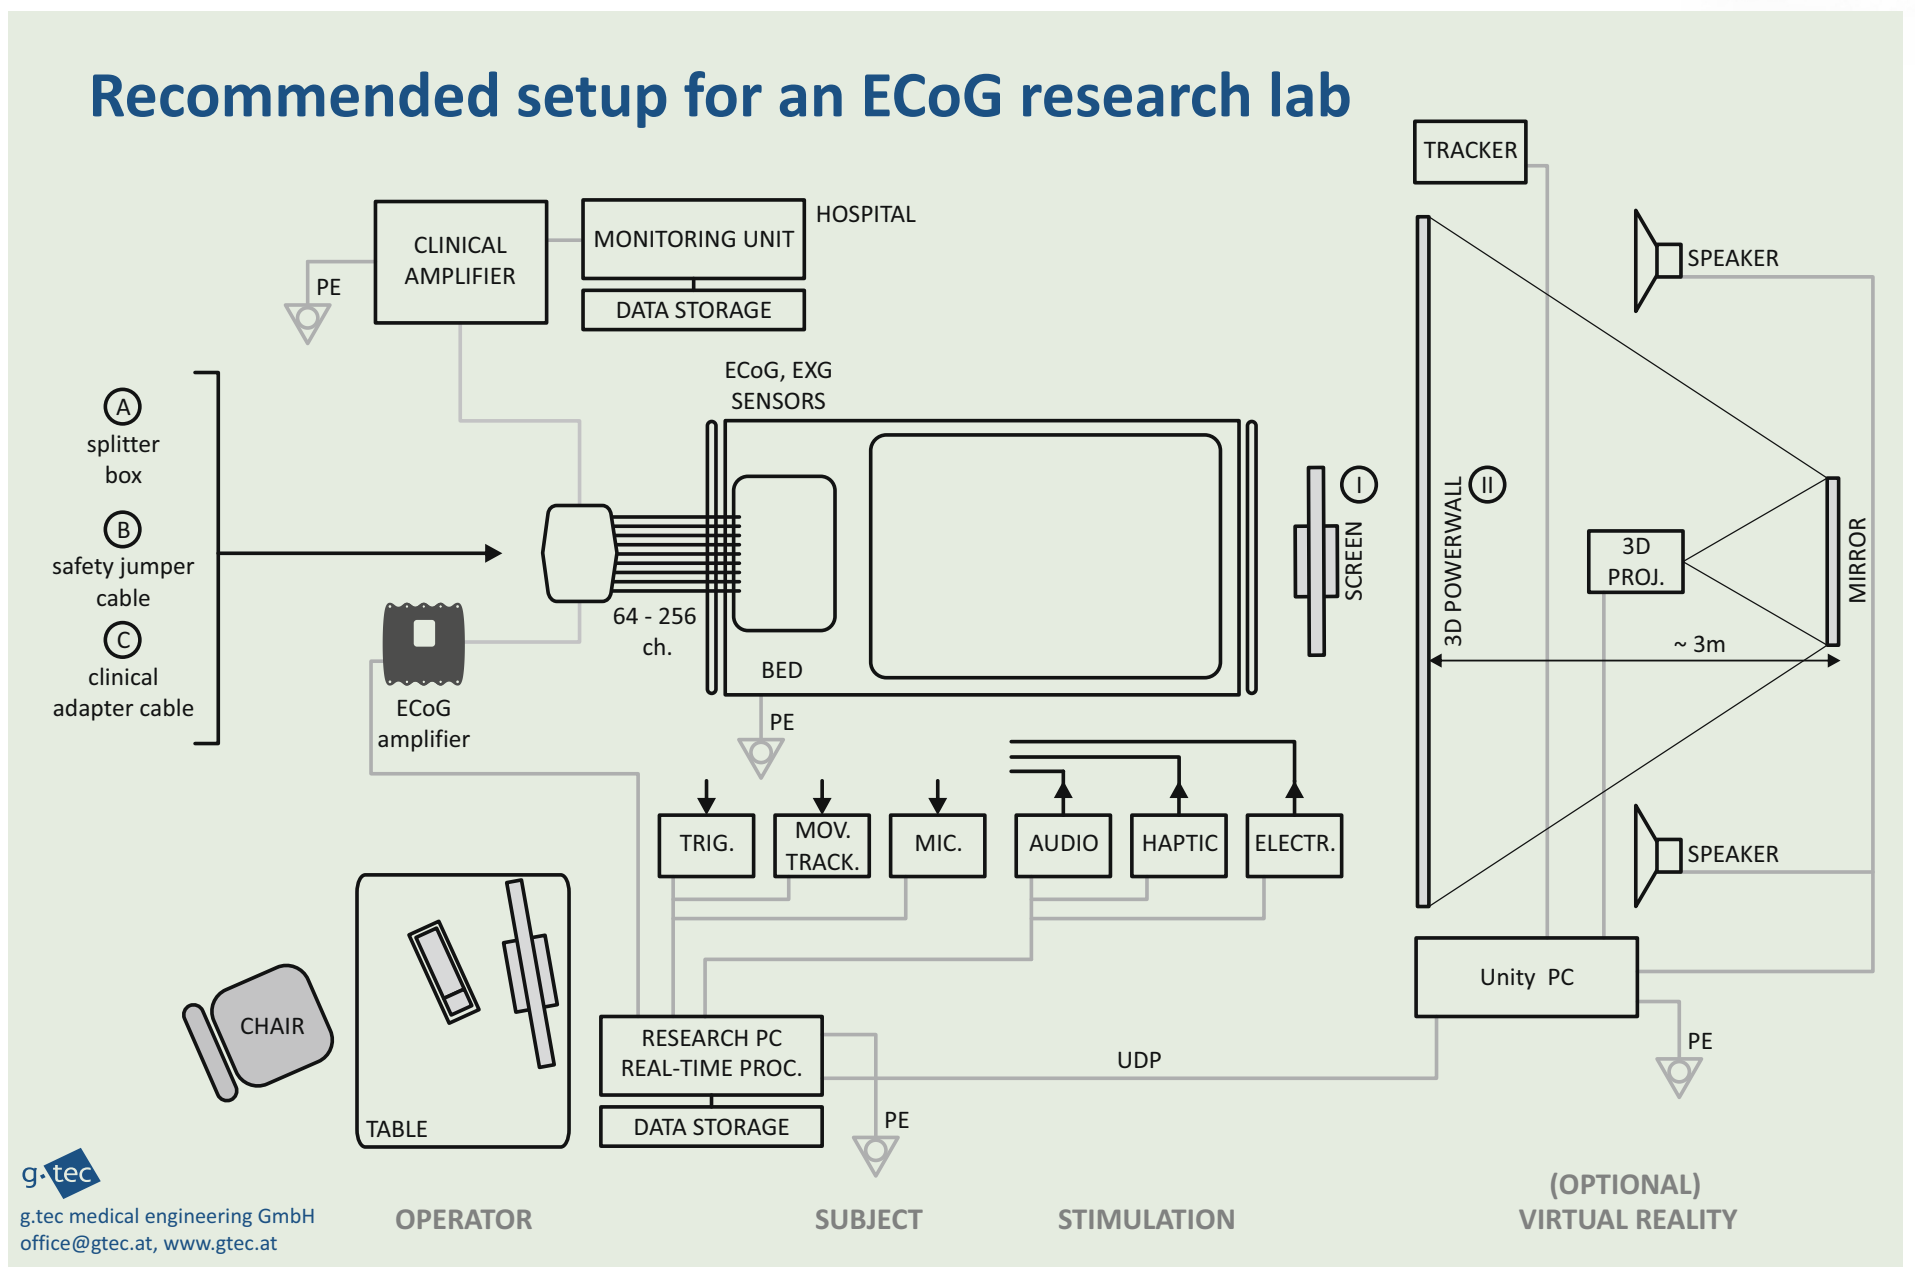 Recommended setup for an ECoG research lab
TRACKER
CLINICAL
AMPLIFIER
MONITORING UNIT
HOSPITAL
DATA STORAGE
PE
SPEAKER
A
splitter
box
B
safety jumper
cable
C
clinical
adapter cable
ECoG, EXG
SENSORS
64 - 256
ch.
BED
PE
ECoG
amplifier
I
SCREEN
3D POWERWALL
II
3D
PROJ.
MIRROR
~ 3m
TRIG.
MOV.
TRACK.
MIC.
AUDIO
HAPTIC
ELECTR.
SPEAKER
CHAIR
TABLE
RESEARCH PC
REAL-TIME PROC.
DATA STORAGE
PE
UDP
Unity PC
PE
g.tec
g.tec medical engineering GmbH
office@gtec.at, www.gtec.at
OPERATOR
SUBJECT
STIMULATION
(OPTIONAL)
VIRTUAL REALITY